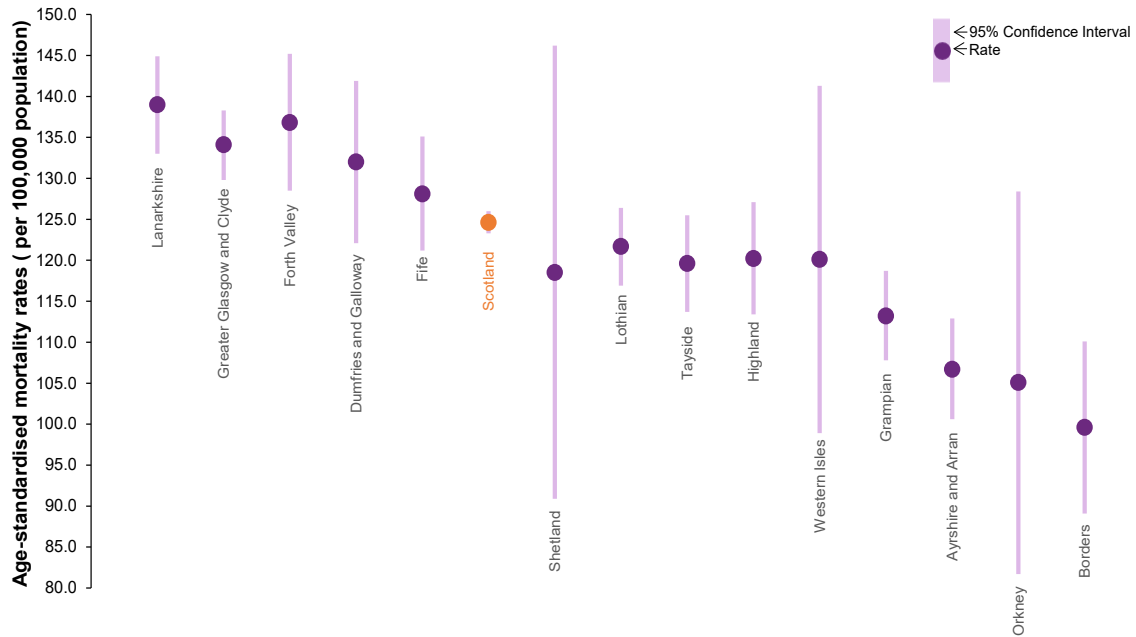 Age-standardised mortality rates ( per 100,000 population)
150.0
145.0
140.0
135.0
130.0
125.0
120.0
115.0
110.0
105.0
100.0
95.0
90.0
85.0
80.0
95% Confidence Interval
Rate
Lanarkshire
Greater Glasgow and Clyde
Forth Valley
Dumfries and Galloway
Fife
Scotland
Shetland
Lothian
Tayside
Highland
Western Isles
Grampian
Ayrshire and Arran
Orkney
Borders